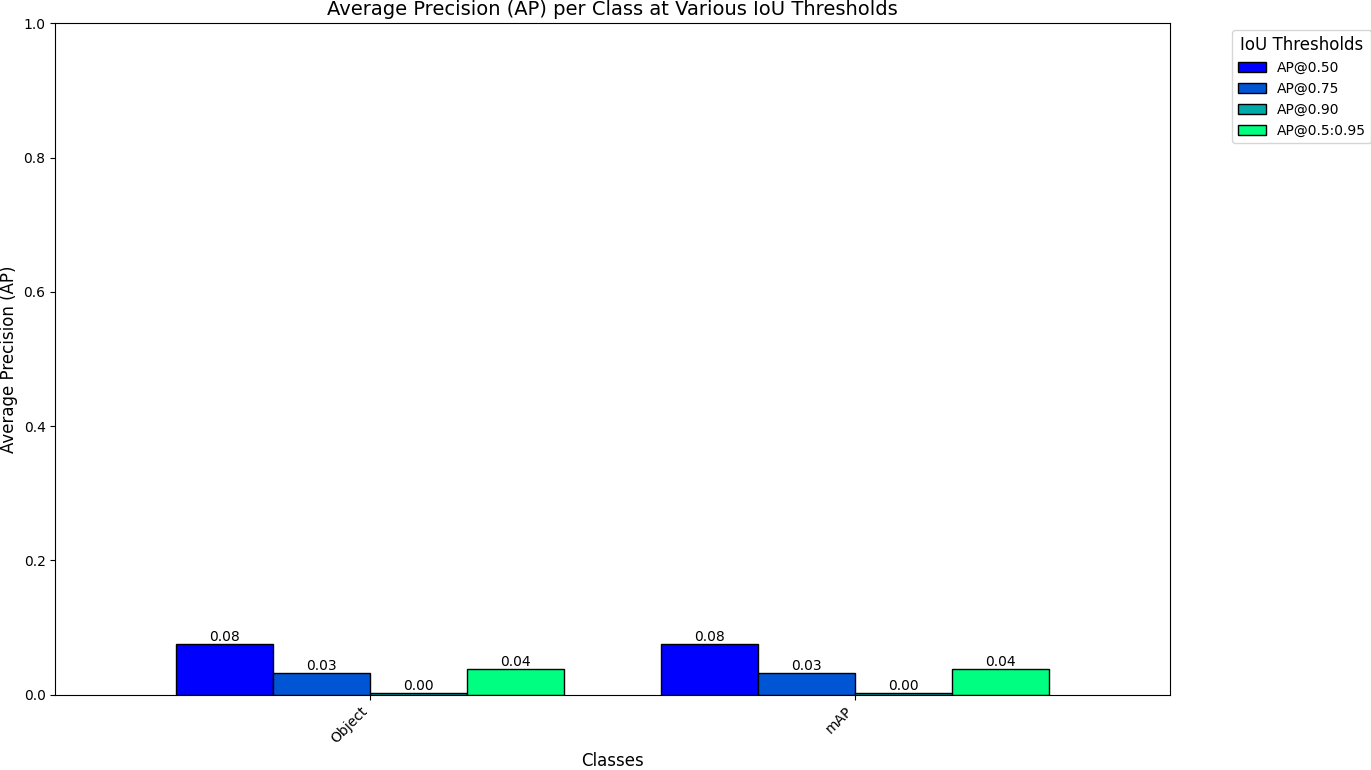 Average Precision (AP) per Class at Various IoU Thresholds
IoU Thresholds
AP@0.50
AP@0.75
AP@0.90
AP@0.5:0.95
Average Precision (AP)
1.0
0.8
0.6
0.4
0.2
0.0
0.08
0.03
0.00
0.04
0.08
0.03
0.00
0.04
Object
mAP
Classes